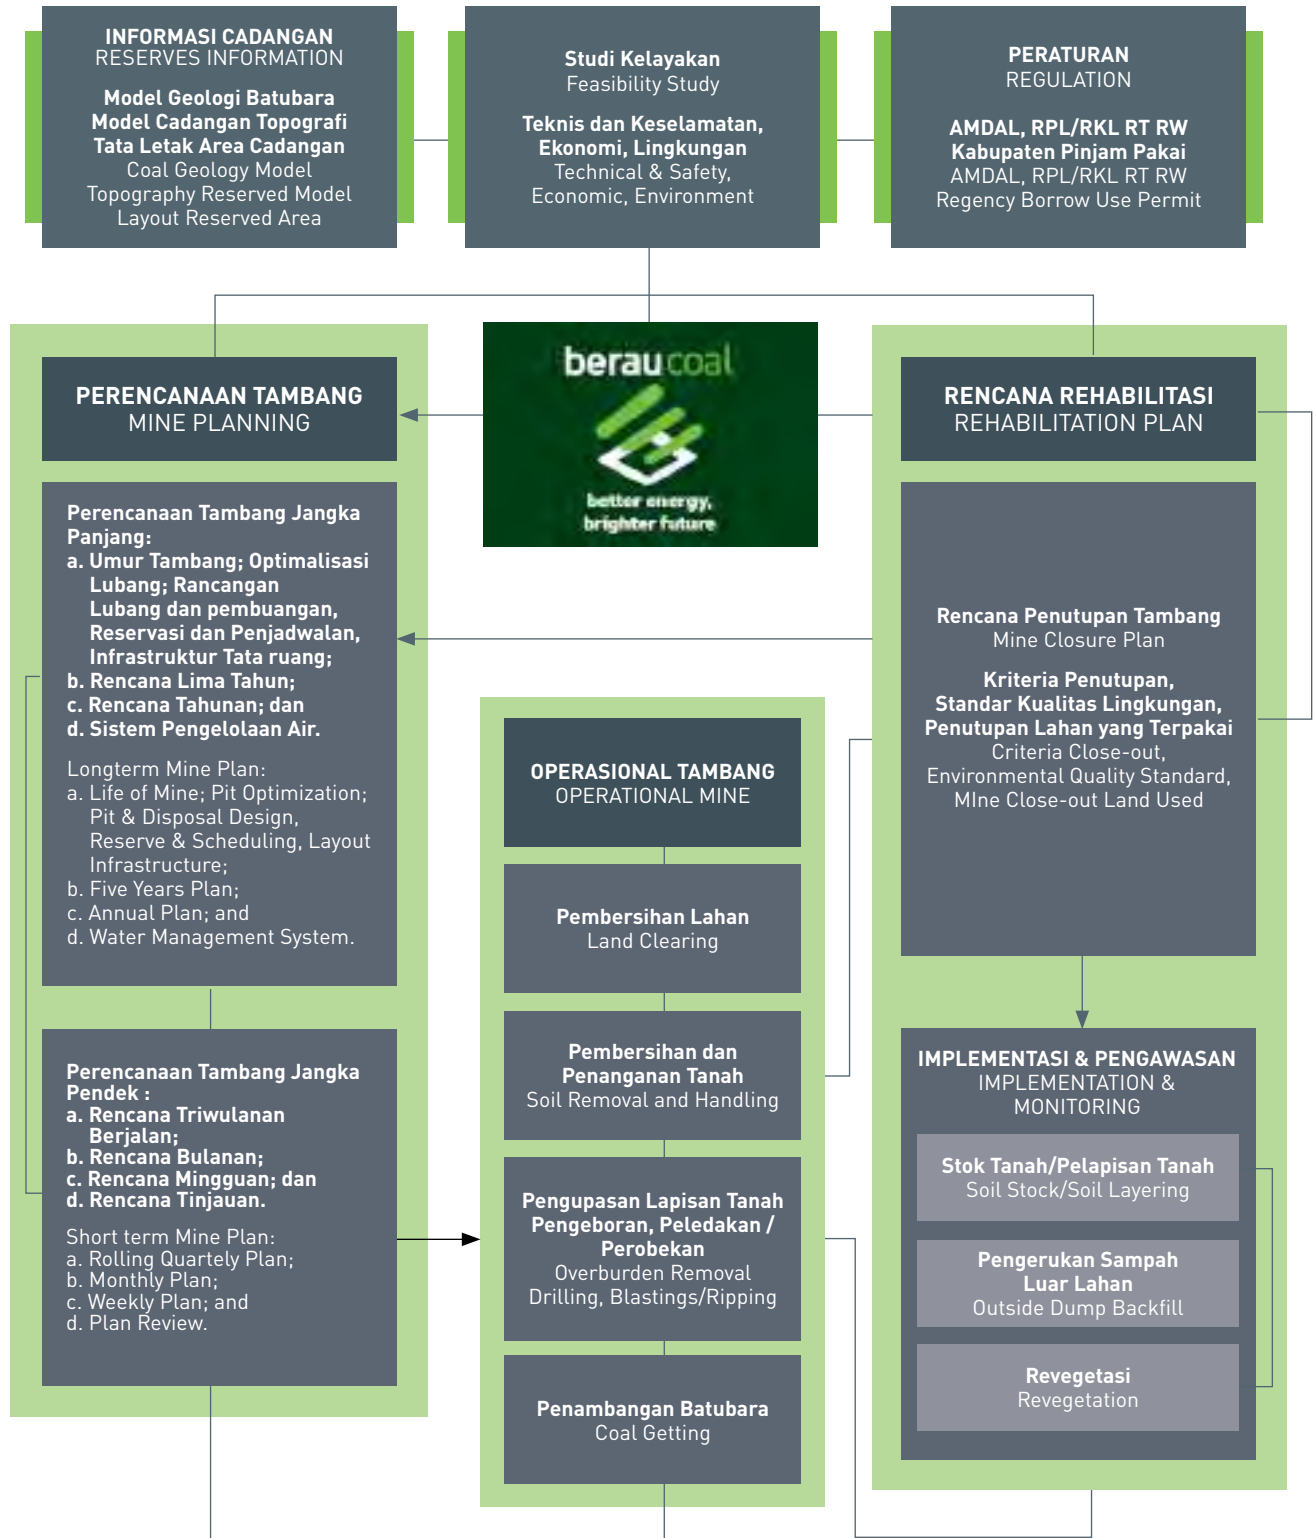 INFORMASI CADANGAN
RESERVES INFORMATION
Model Geologi Batubara
Model Cadangan Topografi
Tata Letak Area Cadangan
Coal Geology Model
Topography Reserved Model
Layout Reserved Area
Studi Kelayakan
Feasibility Study
Teknis dan Keselamatan,
Ekonomi, Lingkungan
Technical & Safety,
Economic, Environment
PERATURAN
REGULATION
AMDAL, RPL/RKL RT RW
Kabupaten Pinjam Pakai
AMDAL, RPL/RKL RT RW
Regency Borrow Use Permit
PERENCANAAN TAMBANG
MINE PLANNING
Perencanaan Tambang Jangka
Panjang:
a. Umur Tambang; Optimalisasi
Lubang; Rancangan
Lubang dan pembuangan,
Reservasi dan Penjadwalan,
Infrastruktur Tata ruang;
b. Rencana Lima Tahun;
c. Rencana Tahunan; dan
d. Sistem Pengelolaan Air.
Longterm Mine Plan:
a. Life of Mine; Pit Optimization;
Pit & Disposal Design,
Reserve & Scheduling, Layout
Infrastructure;
b. Five Years Plan;
c. Annual Plan; and
d. Water Management System.
Perencanaan Tambang Jangka
Pendek :
a. Rencana Triwulanan
Berjalan;
b. Rencana Bulanan;
c. Rencana Mingguan; dan
d. Rencana Tinjauan.
Short term Mine Plan:
a. Rolling Quartely Plan;
b. Monthly Plan;
c. Weekly Plan; and
d. Plan Review.
berau coal
better energy,
brighter future
OPERASIONAL TAMBANG
OPERATIONAL MINE
Pembersihan Lahan
Land Clearing
Pembersihan dan
Penanganan Tanah
Soil Removal and Handling
Pengupasan Lapisan Tanah
Pengeboran, Peledakan /
Perobekan
Overburden Removal
Drilling, Blastings/Ripping
Penambangan Batubara
Coal Getting
RENCANA REHABILITASI
REHABILITATION PLAN
Rencana Penutupan Tambang
Mine Closure Plan
Kriteria Penutupan,
Standar Kualitas Lingkungan,
Penutupan Lahan yang Terpakai
Criteria Close-out,
Environmental Quality Standard,
MIne Close-out Land Used
IMPLEMENTASI & PENGAWASAN
IMPLEMENTATION &
MONITORING
Stok Tanah/Pelapisan Tanah
Soil Stock/Soil Layering
Pengerukan Sampah
Luar Lahan
Outside Dump Backfill
Revegetasi
Revegetation